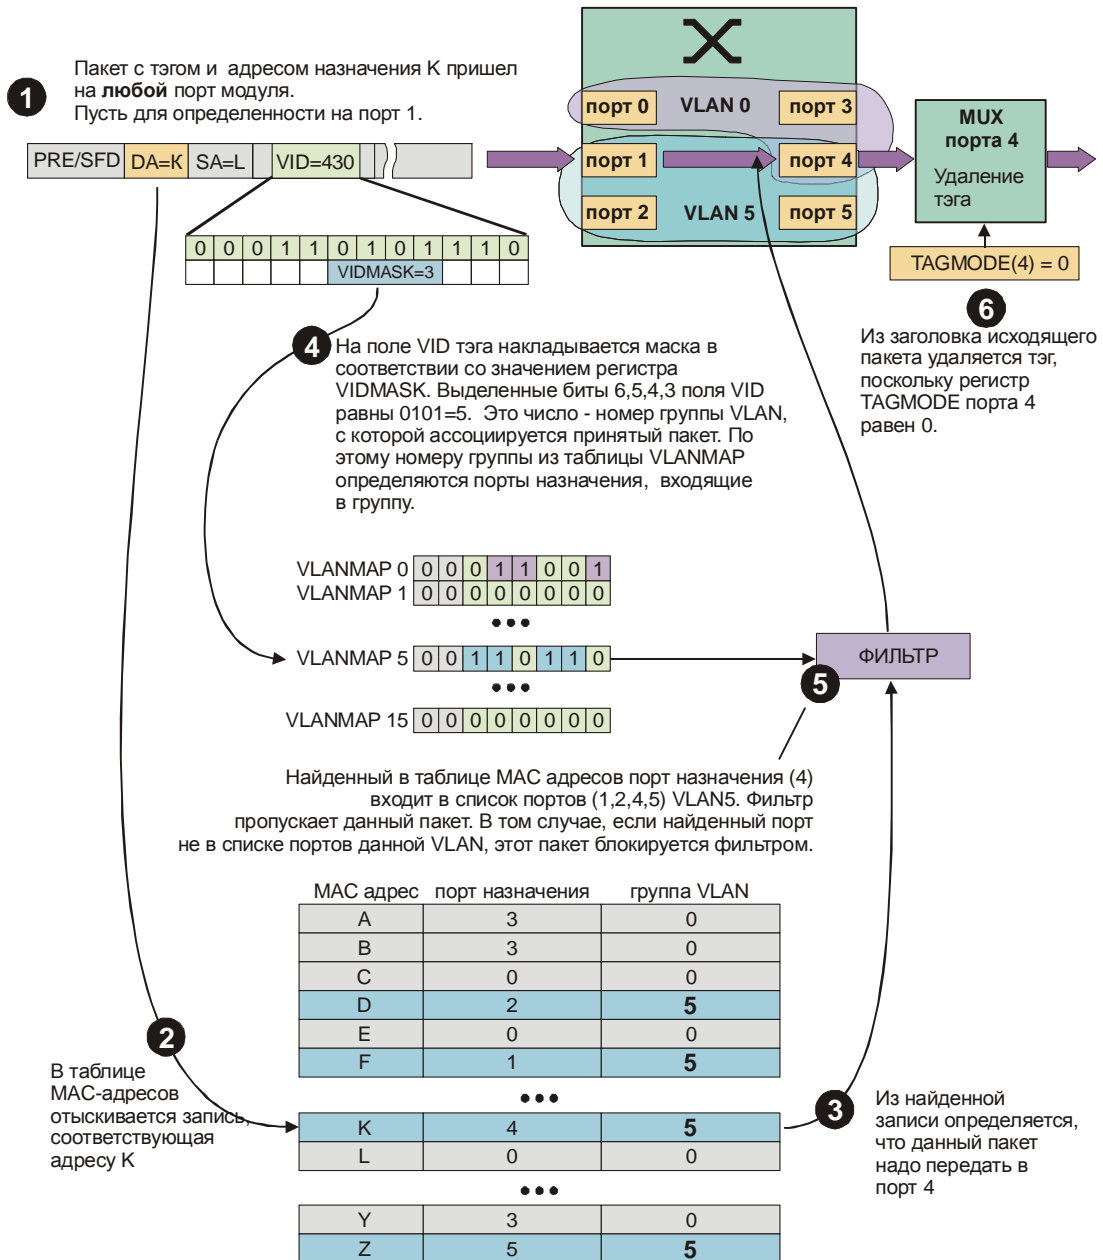 1
Пакет с тэгом и адресом назначения K пришел
на любой порт модуля.
Пусть для определенности на порт 1.
PRE/SFD DA=K SA=L VID=430
0 0 0 1 1 0 1 0 1 1 1 0
VIDMASK=3
порт 0 VLAN 0 порт 3
порт 1 порт 4
порт 2 VLAN 5 порт 5
MUX
порта 4
Удаление
тэга
TAGMODE(4) = 0
6
Из заголовка исходящего
пакета удаляется тэг,
поскольку регистр
TAGMODE порта 4
равен 0.
4
На поле VID тэга накладывается маска в
соответствии со значением регистра
VIDMASK. Выделенные биты 6,5,4,3 поля VID
равны 0101=5. Это число - номер группы VLAN,
с которой ассоциируется принятый пакет. По
этому номеру группы из таблицы VLANMAP
определяются порты назначения, входящие
в группу.
VLANMAP 0 0 0 0 1 1 0 0 1
VLANMAP 1 0 0 0 0 0 0 0 0
VLANMAP 5 0 0 1 1 0 1 1 0
VLANMAP 15 0 0 0 0 0 0 0 0
ФИЛЬТР
5
Найденный в таблице MAC адресов порт назначения (4)
входит в список портов (1,2,4,5) VLAN5. Фильтр
пропускает данный пакет. В том случае, если найденный порт
не в списке портов данной VLAN, этот пакет блокируется фильтром.
MAC адрес порт назначения группа VLAN
A 3 0
B 3 0
C 0 0
D 2 5
E 0 0
F 1 5
K 4 5
L 0 0
Y 3 0
Z 5 5
2
В таблице
MAC-адресов
отыскивается запись,
соответствующая
адресу K
3
Из найденной
записи определяется,
что данный пакет
надо передать в
порт 4